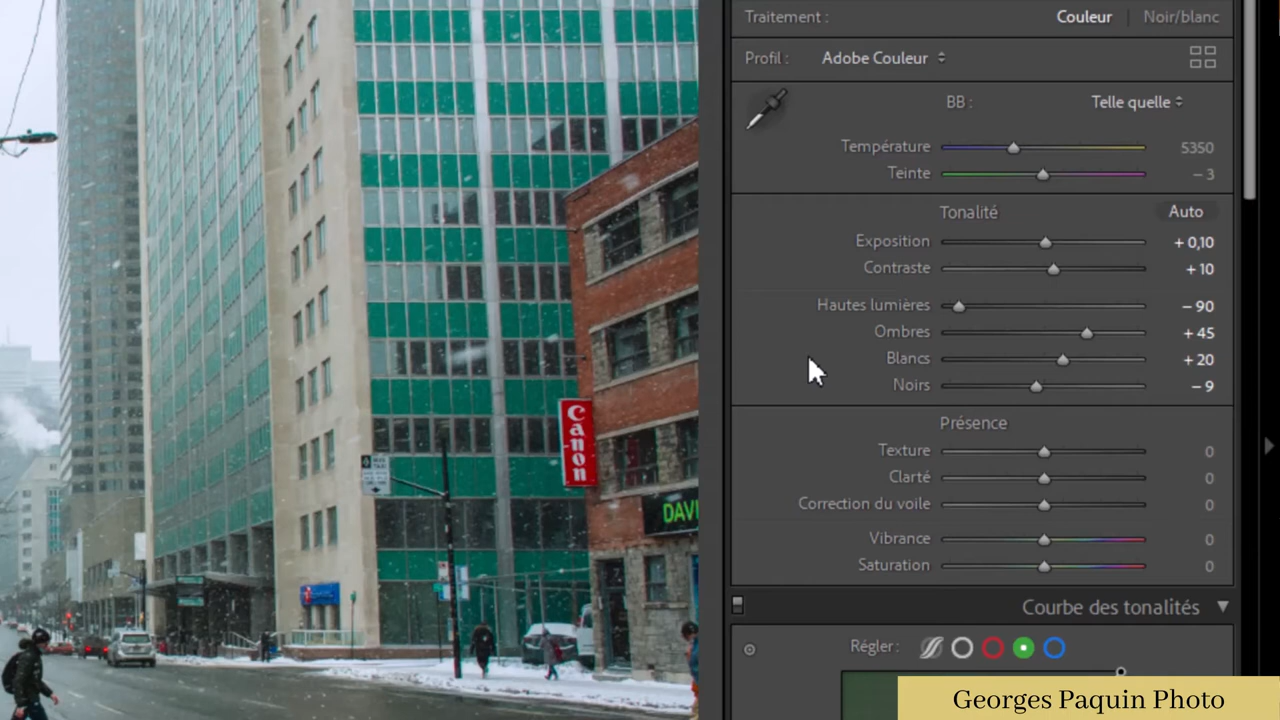 Traitement : Couleur Noir/blanc
Profil : Adobe Couleur
BB : Telle quelle
Température 5350
Teinte – 3
Tonalité Auto
Exposition + 0,10
Contraste + 10
Hautes lumières – 90
Ombres + 45
Blancs + 20
Noirs – 9
Présence
Texture 0
Clarté 0
Correction du voile 0
Vibrance 0
Saturation 0
Courbe des tonalités
Régler :
Georges Paquin Photo
Canon
DAVI